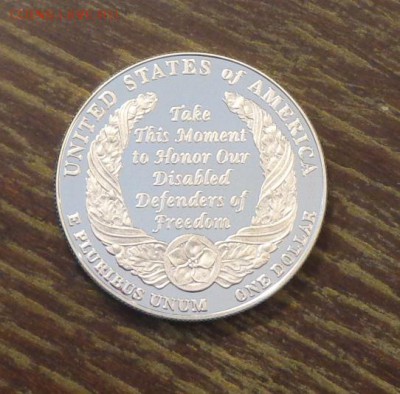 UNITED STATES of AMERICA
Take
This Moment
to Honor Our
Disabled
Defenders of
Freedom
E PLURIBUS UNUM
ONE DOLLAR